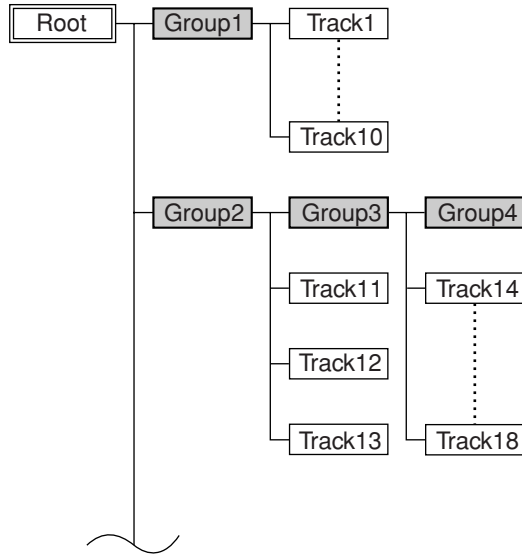 Root Group1 Track1
Track10
Group2 Group3 Group4
Track11 Track14
Track12
Track13 Track18